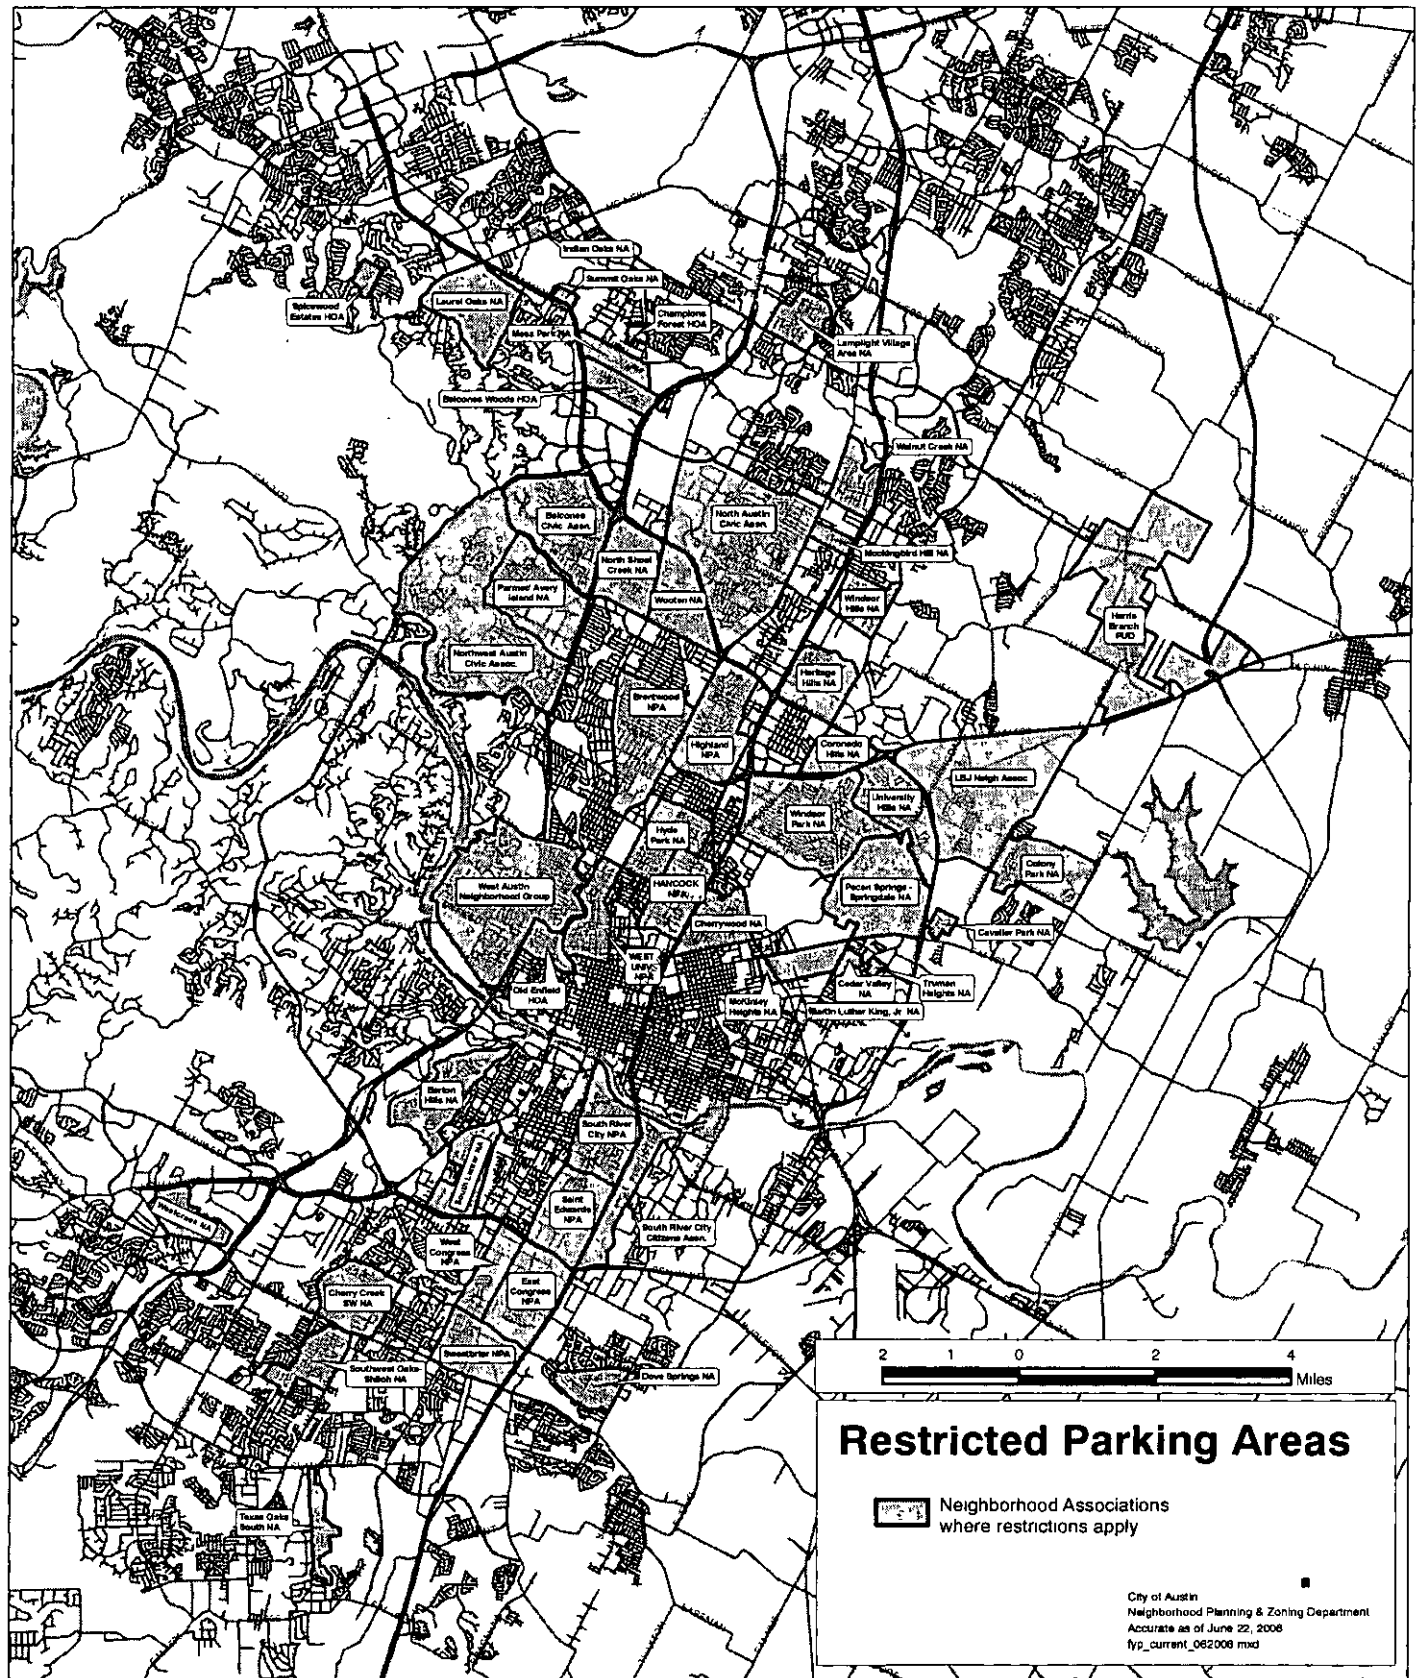 Indian Oaks NA
Summit Oaks NA
Spicewood
Estates HOA
Laurel Oaks NA
Champions
Forest HOA
Mesa Park NA
Lamplight Village
Area NA
Balcones Woods HOA
Walnut Creek NA
Balcones
Civic Assn.
North Austin
Civic Assn.
Mockingbird Hill NA
North Shoal
Creek NA
Wooten NA
Windsor
Hills NA
Harris
Branch
PUD
Northwest Austin
Civic Assoc.
Heritage
Hills NA
Brentwood
NPA
Highland
NPA
Coronado
Hills NA
LBJ Neigh Assoc
University
Hills NA
Windsor
Park NA
Hyde
Park NA
Colony
Park NA
West Austin
Neighborhood Group
HANCOCK
NPA
Pecan Springs -
Springdale NA
Cherrywood NA
Cavalier Park NA
WEST
UNIV.
NPA
Old Enfield
HOA
Cedar Valley
NA
Truman
Heights NA
McKinley
Heights NA
Martin Luther King, Jr NA
Barton
Hills NA
South River
City NPA
South Lamar NA
Westcreek NA
Saint
Edwards
NPA
South River City
Citizens Assn.
West
Congress
NPA
East
Congress
NPA
Cherry Creek
SW NA
Sweetbriar NPA
Southwest Oaks-
Shiloh NA
Dove Springs NA
Texas Oaks
South NA
2 1 0 2 4
Miles
Restricted Parking Areas
Neighborhood Associations
where restrictions apply
City of Austin
Neighborhood Planning & Zoning Department
Accurate as of June 22, 2006
fyp_current_062006 mxd